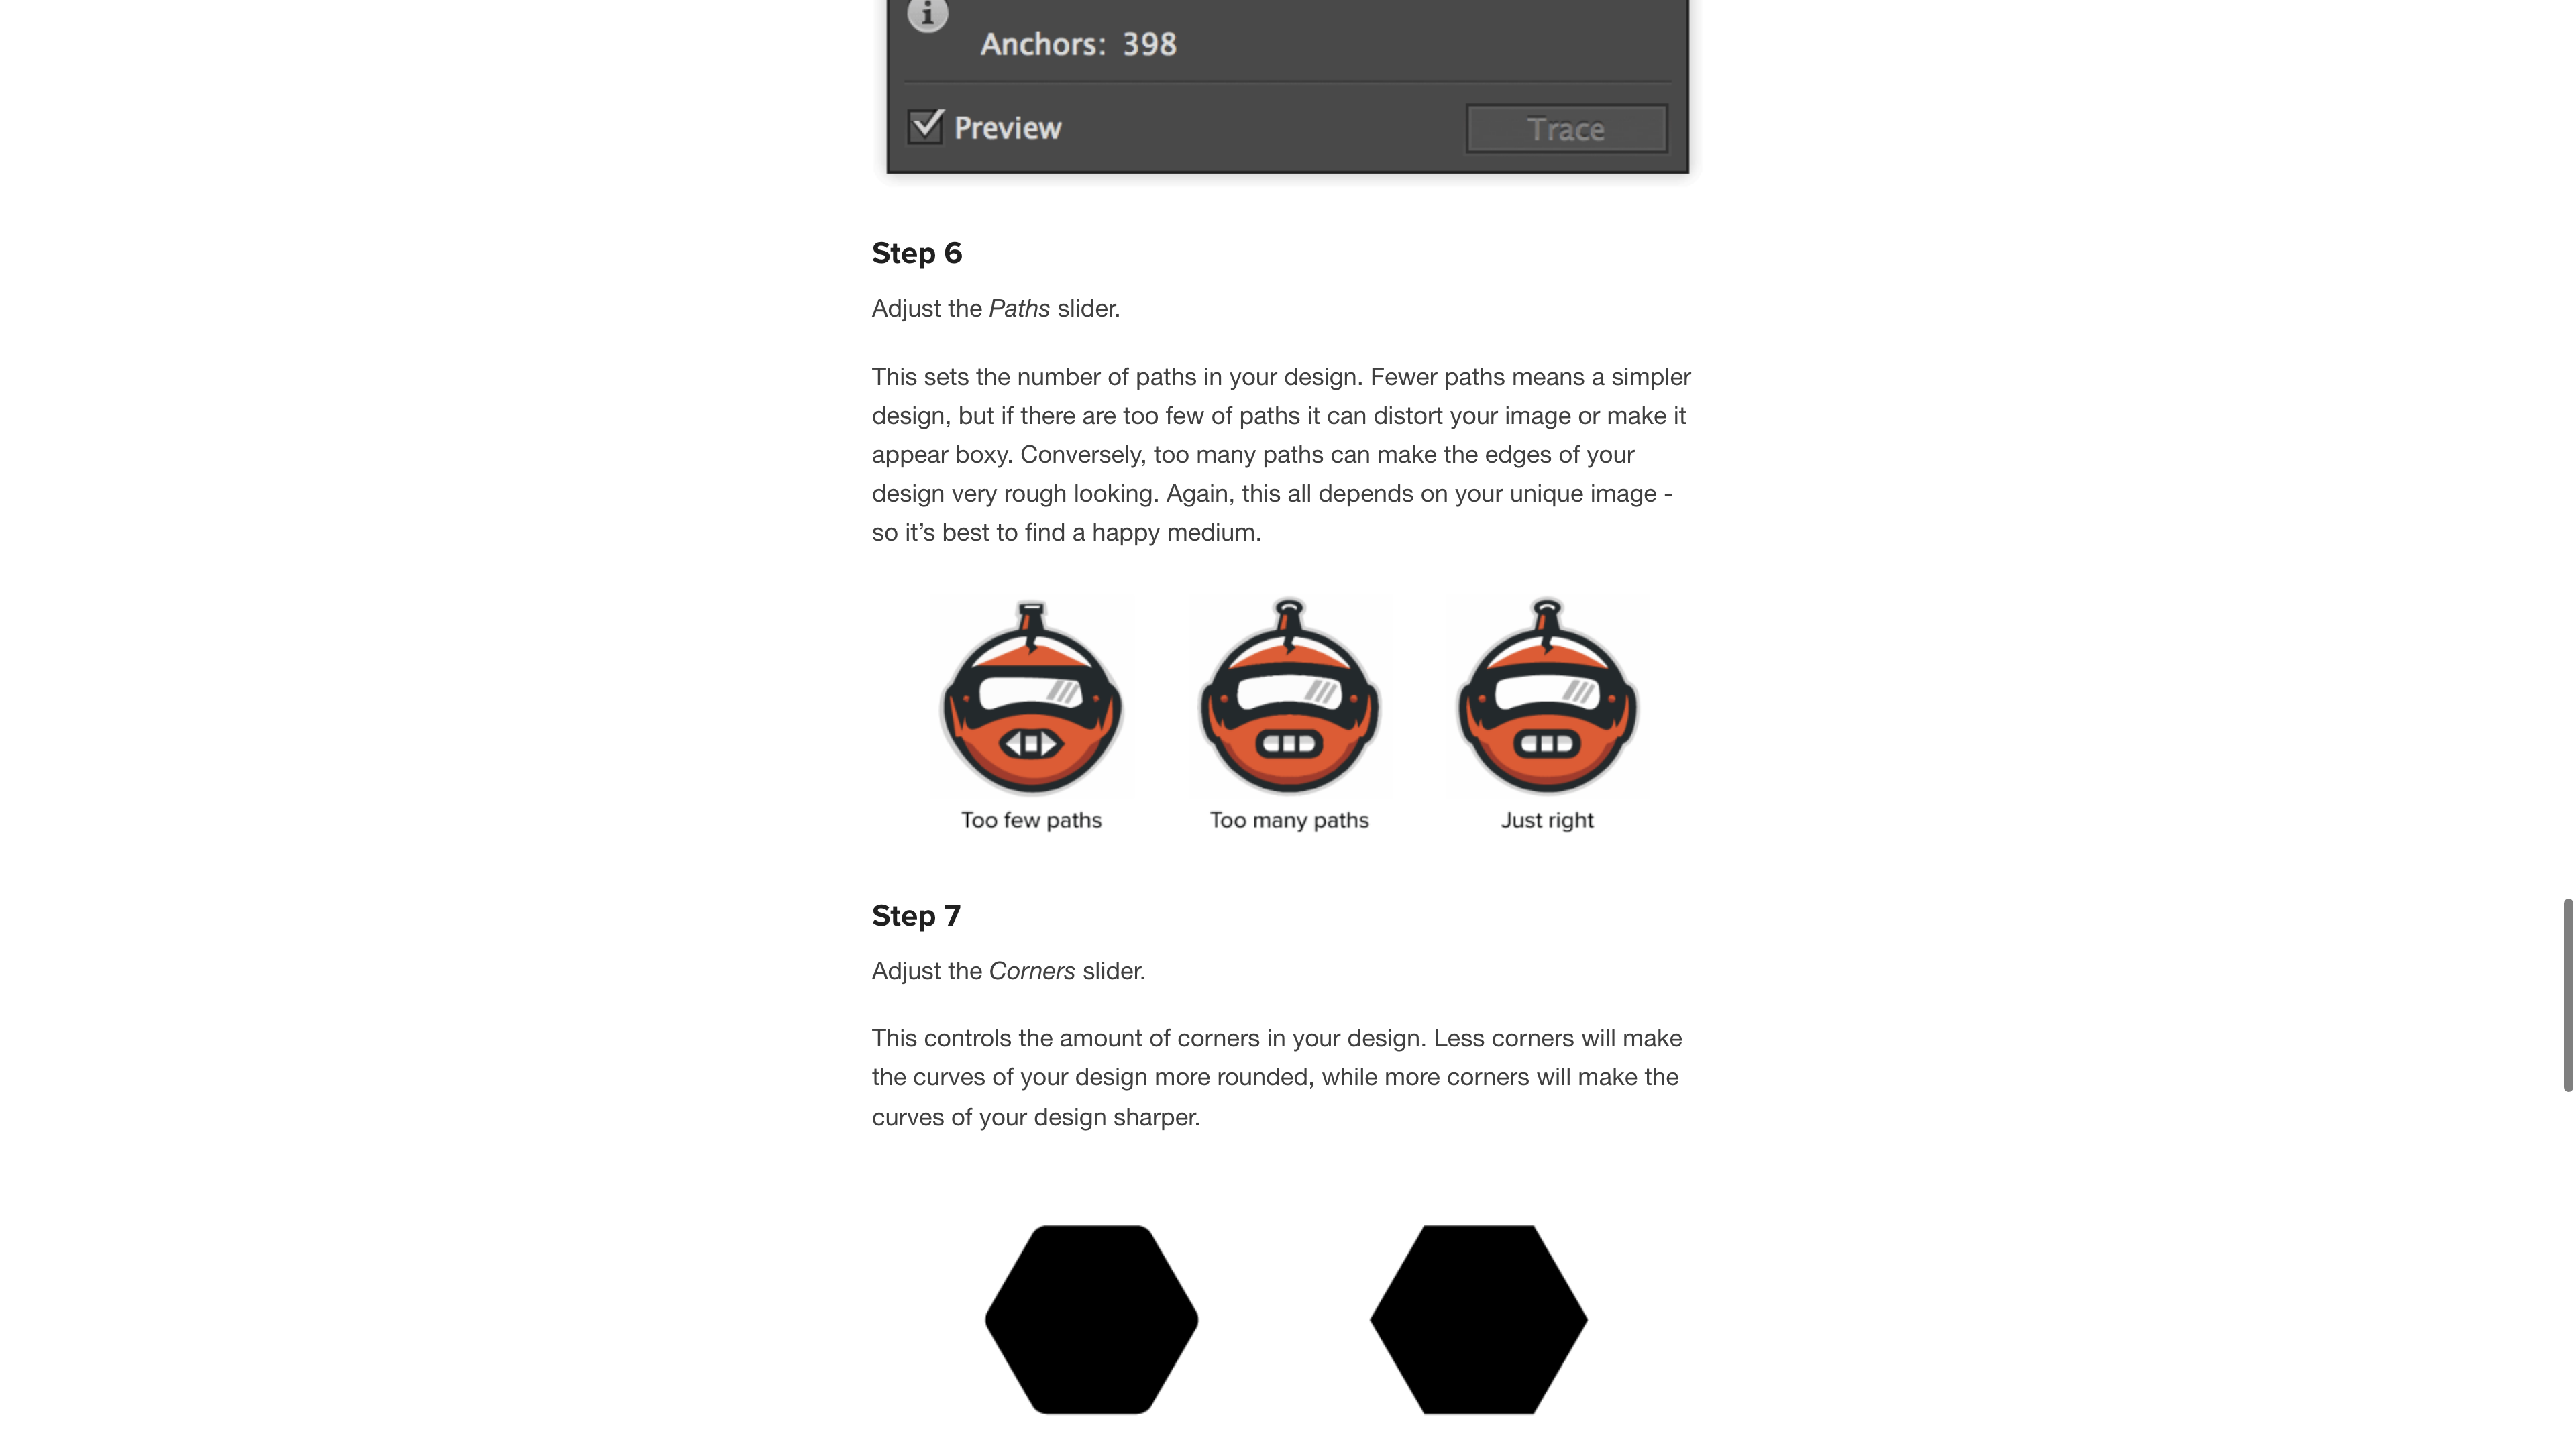 Anchors: 398
Preview
Trace
Step 6
Adjust the Paths slider.
This sets the number of paths in your design. Fewer paths means a simpler
design, but if there are too few of paths it can distort your image or make it
appear boxy. Conversely, too many paths can make the edges of your
design very rough looking. Again, this all depends on your unique image -
so it’s best to find a happy medium.
Too few paths
Too many paths
Just right
Step 7
Adjust the Corners slider.
This controls the amount of corners in your design. Less corners will make
the curves of your design more rounded, while more corners will make the
curves of your design sharper.